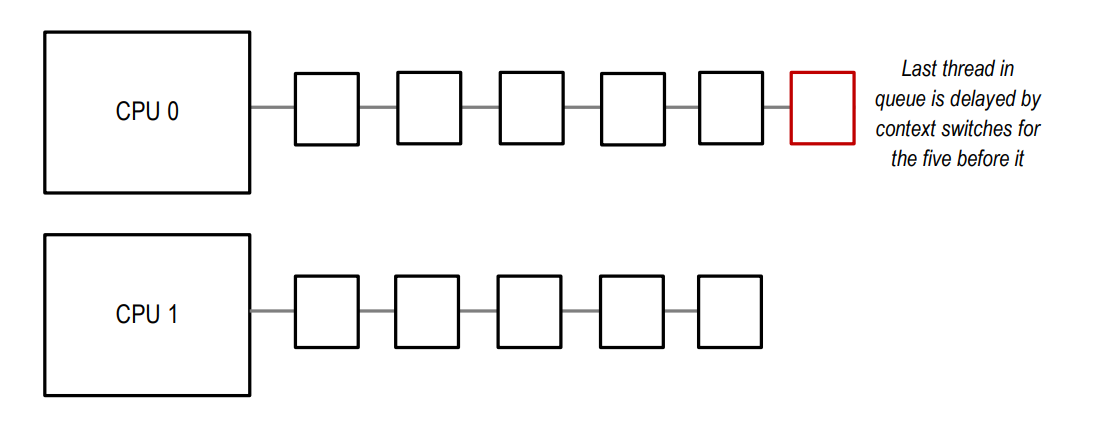 CPU 0
Last thread in
queue is delayed by
context switches for
the five before it
CPU 1